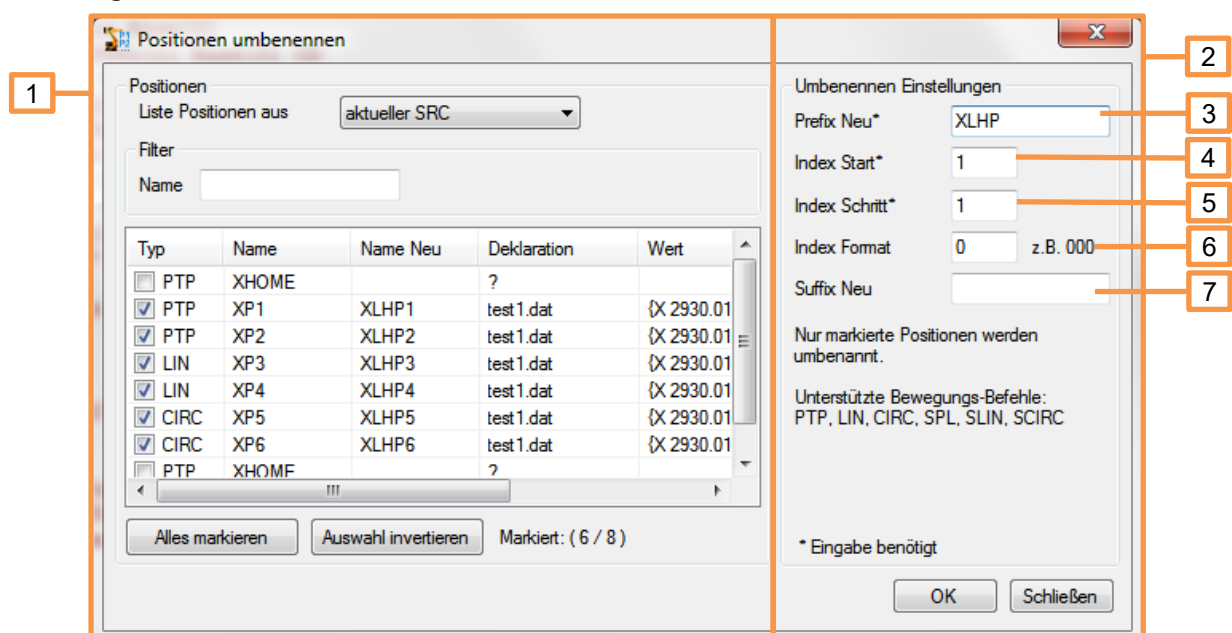 Positionen umbenennen
1
2
Positionen
Liste Positionen aus aktueller SRC
Filter
Name
Typ Name Name Neu Deklaration Wert
PTP XHOME ?
PTP XP1 XLHP1 test1.dat {X 2930.01
PTP XP2 XLHP2 test1.dat {X 2930.01
LIN XP3 XLHP3 test1.dat {X 2930.01
LIN XP4 XLHP4 test1.dat {X 2930.01
CIRC XP5 XLHP5 test1.dat {X 2930.01
CIRC XP6 XLHP6 test1.dat {X 2930.01
PTP XHOME ?
Alles markieren Auswahl invertieren Markiert: ( 6 / 8 )
Umbenennen Einstellungen
Prefix Neu* XLHP 3
Index Start* 1 4
Index Schritt* 1 5
Index Format 0 z.B. 000 6
Suffix Neu 7
Nur markierte Positionen werden
umbenannt.
Unterstützte Bewegungs-Befehle:
PTP, LIN, CIRC, SPL, SLIN, SCIRC
* Eingabe benötigt
OK Schließen